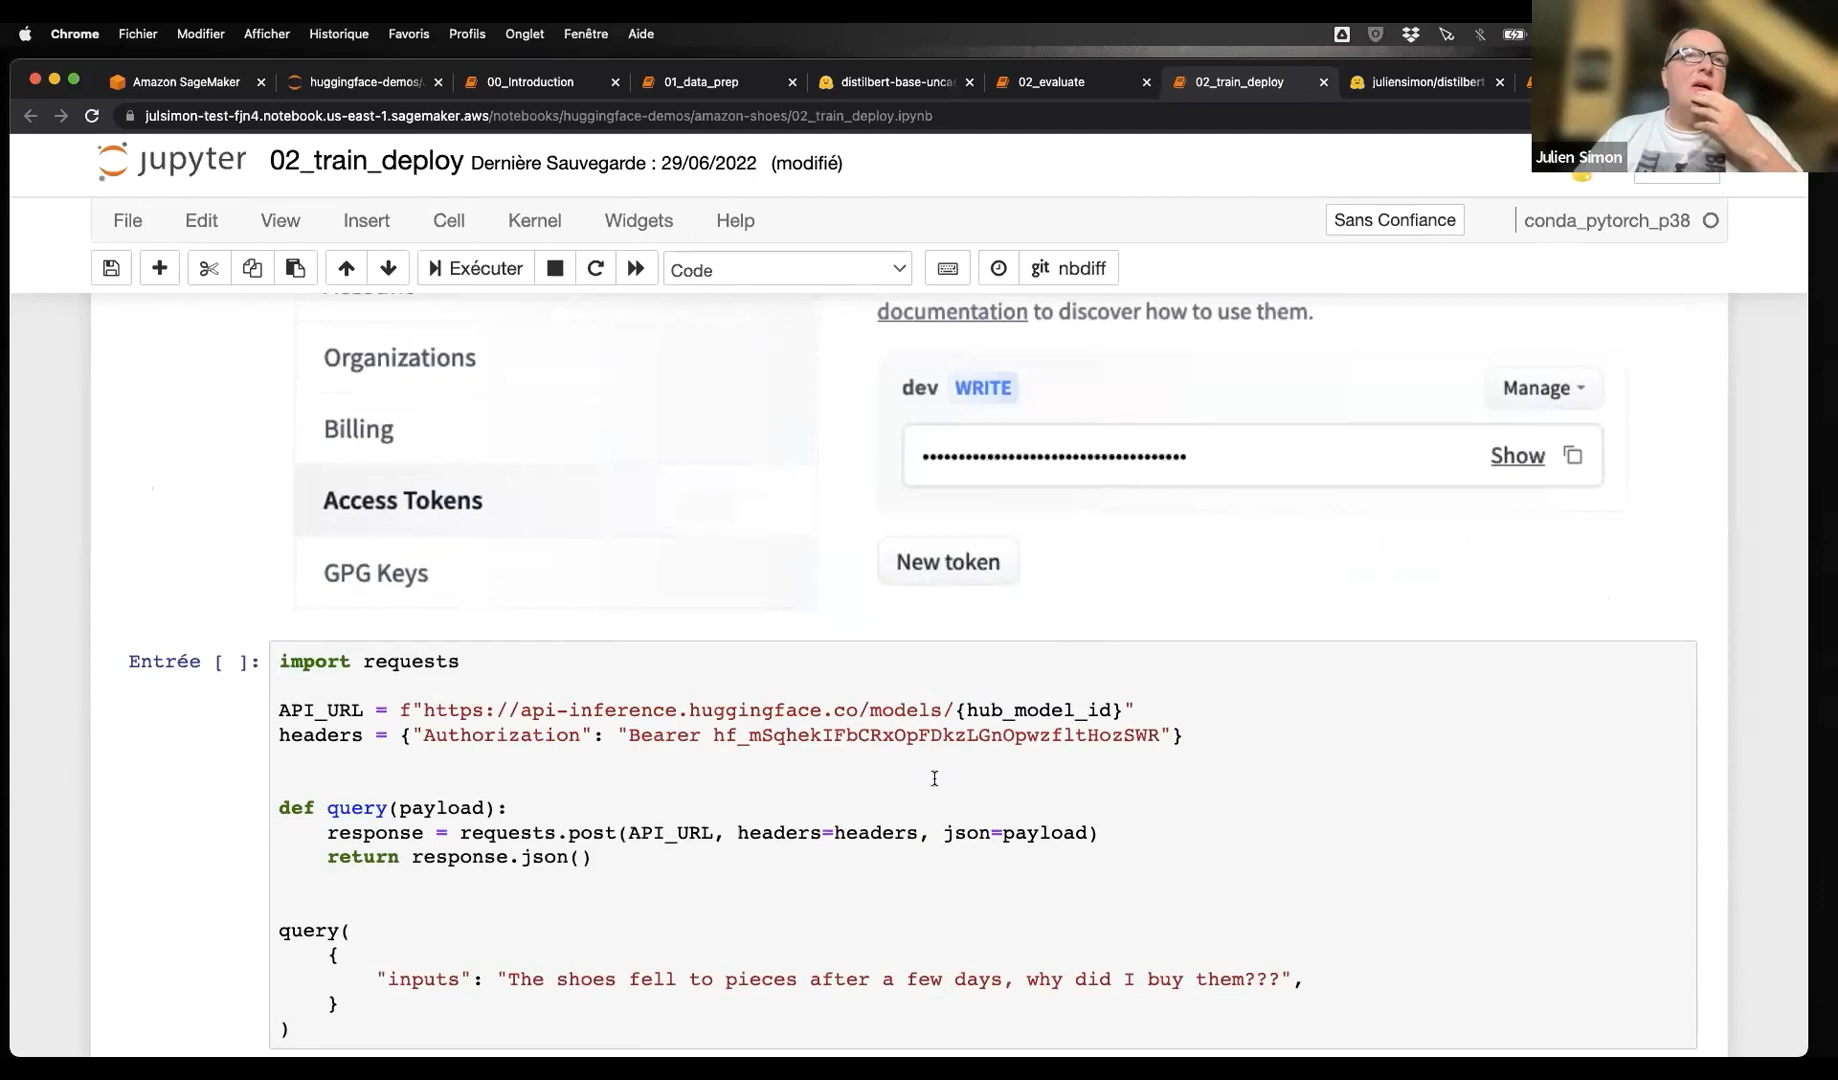 Chrome Fichier Modifier Afficher Historique Favoris Profils Onglet Fenêtre Aide
Amazon SageMaker huggingface-demos/ 00_Introduction 01_data_prep distilbert-base-unca 02_evaluate 02_train_deploy juliensimon/distilbert
julsimon-test-fjn4.notebook.us-east-1.sagemaker.aws/notebooks/huggingface-demos/amazon-shoes/02_train_deploy.ipynb
Julien Simon
jupyter 02_train_deploy Dernière Sauvegarde : 29/06/2022 (modifié)
File Edit View Insert Cell Kernel Widgets Help Sans Confiance conda_pytorch_p38
Exécuter Code git nbdiff
documentation to discover how to use them.
Organizations
dev WRITE Manage
Billing
•••••••••••••••••••••••••••••••••••••
Show
Access Tokens
New token
GPG Keys
Entrée [ ]: import requests
API_URL = f"https://api-inference.huggingface.co/models/{hub_model_id}"
headers = {"Authorization": "Bearer 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"}
def query(payload):
response = requests.post(API_URL, headers=headers, json=payload)
return response.json()
query(
{
"inputs": "The shoes fell to pieces after a few days, why did I buy them???",
}
)